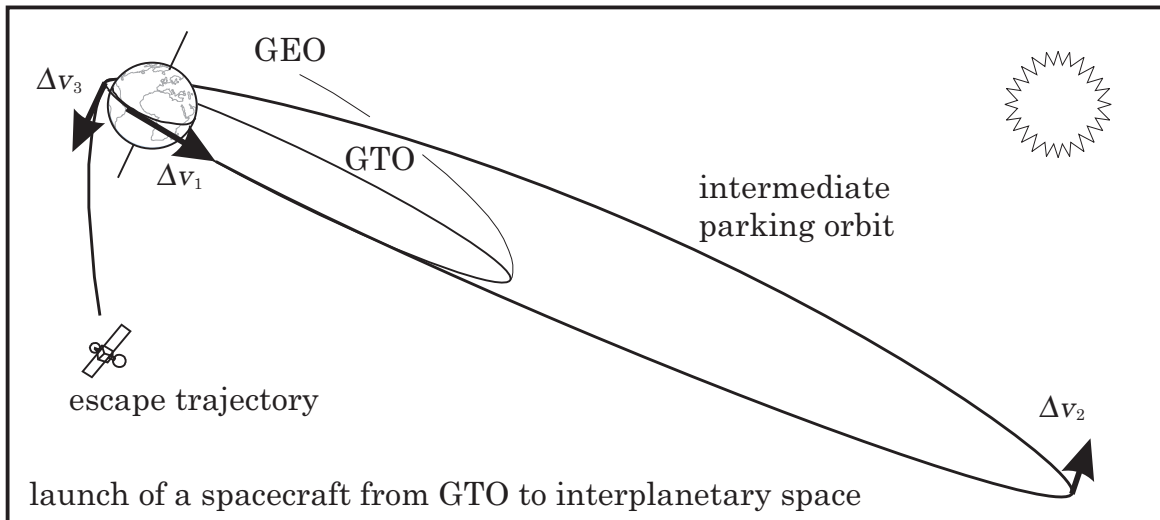 GEO
Δv₃
GTO
Δv₁
intermediate
parking orbit
escape trajectory
Δv₂
launch of a spacecraft from GTO to interplanetary space